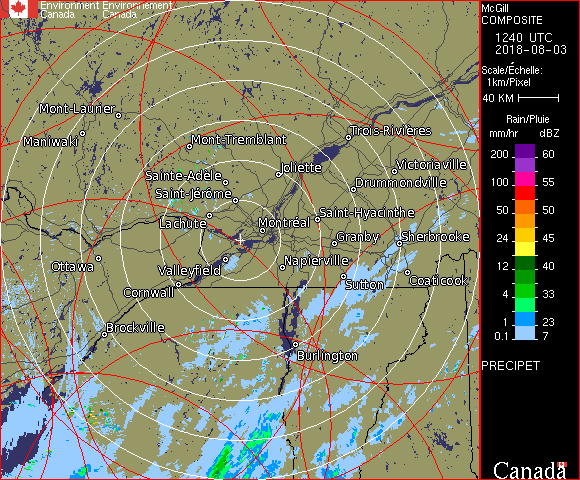 Environment Environnement
Canada Canada
McGill
COMPOSITE
1240 UTC
2018-08-03
Scale/Échelle:
1km/Pixel
40 KM
Rain/Pluie
mm/hr dBZ
200 60
100 55
50 50
24 45
12 40
4 33
1 23
0.1 7
PRECIPET
Canada
Mont-Laurier
Maniwaki
Mont-Tremblant
Trois-Rivières
Joliette
Victoriaville
Sainte-Adèle
Drummondville
Saint-Jérôme
Lachute
Saint-Hyacinthe
Montréal
Granby
Sherbrooke
Ottawa
Valleyfield
Napierville
Coaticook
Sutton
Cornwall
Brockville
Burlington